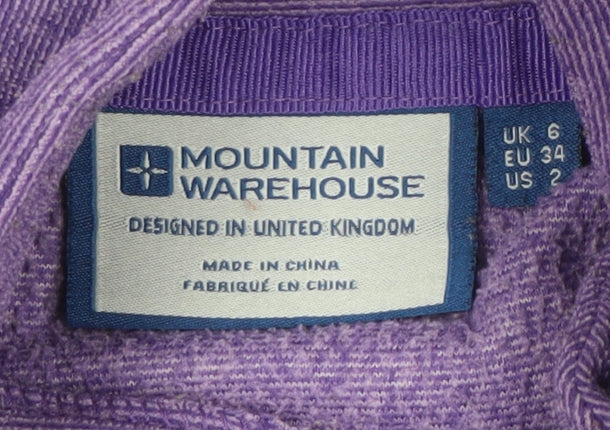 MOUNTAIN
WAREHOUSE
DESIGNED IN UNITED KINGDOM
MADE IN CHINA
FABRIQUÉ EN CHINE
UK 6
EU 34
US 2